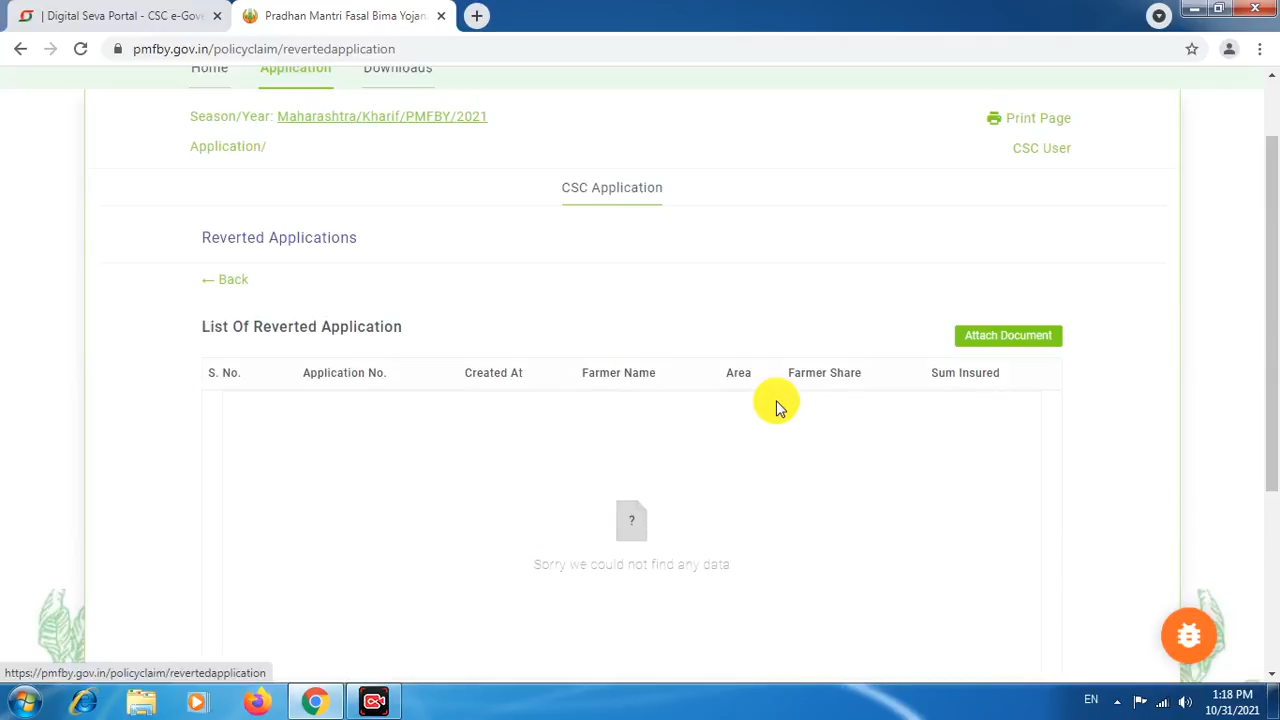 | Digital Seva Portal - CSC e-Gov
Pradhan Mantri Fasal Bima Yojan
pmfby.gov.in/policyclaim/revertedapplication
Home Application Downloads
Season/Year: Maharashtra/Kharif/PMFBY/2021
Print Page
Application/
CSC User
CSC Application
Reverted Applications
← Back
List Of Reverted Application
Attach Document
S. No. Application No. Created At Farmer Name Area Farmer Share Sum Insured
?
Sorry we could not find any data
https://pmfby.gov.in/policyclaim/revertedapplication
EN
1:18 PM
10/31/2021